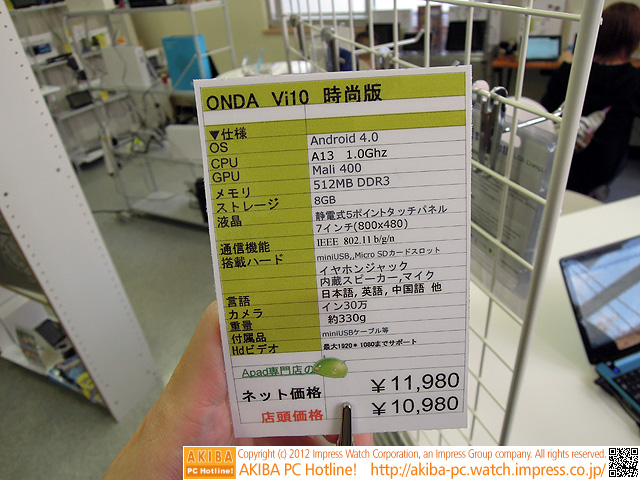 ONDA Vi10 時尚版
▼仕様
OS Android 4.0
CPU A13 1.0Ghz
GPU Mali 400
メモリ 512MB DDR3
ストレージ 8GB
液晶 静電式5ポイントタッチパネル
7インチ(800x480)
通信機能 IEEE 802.11 b/g/n
搭載ハード miniUSB,,Micro SDカードスロット
イヤホンジャック
内蔵スピーカー,マイク
言語 日本語, 英語, 中国語 他
カメラ イン30万
重量 約330g
付属品 miniUSBケーブル等
Hdビデオ 最大1920*1080までサポート
Apad専門店の
ネット価格 ¥11,980
店頭価格 ¥10,980
AKIBA PC Hotline!
Copyright (c) 2012 Impress Watch Corporation, an Impress Group company. All rights reserved.
AKIBA PC Hotline! http://akiba-pc.watch.impress.co.jp/